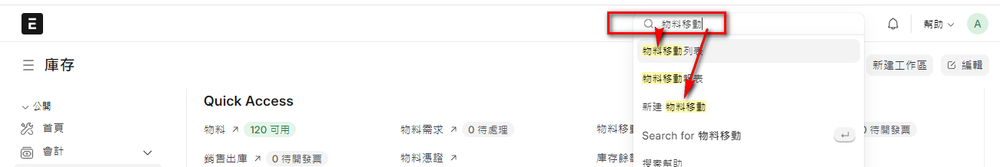 E
物料移動
幫助
A
庫存
新建工作區
編輯
物料移動列表
物料移動報表
新建 物料移動
Search for 物料移動
搜索幫助
公開
首頁
會計
Quick Access
物料 ↗ 120 可用
物料需求 ↗ 0 待處理
物料移
0 待開發票
銷售出庫 ↗ 0 待開發票
物料憑證 ↗
庫存餘